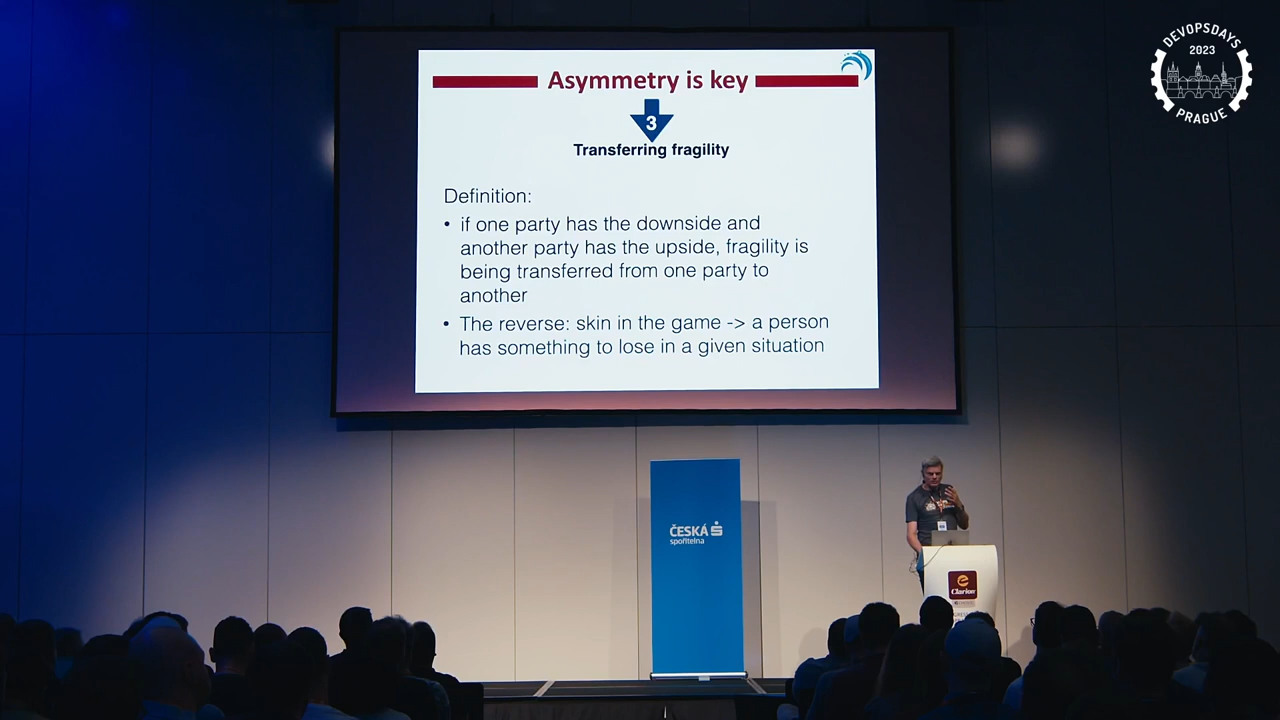 DEVOPSDAYS
2023
PRAGUE
Asymmetry is key
3
Transferring fragility
Definition:
• if one party has the downside and
another party has the upside, fragility is
being transferred from one party to
another
• The reverse: skin in the game -> a person
has something to lose in a given situation
ČESKÁ
spořitelna
Clarion